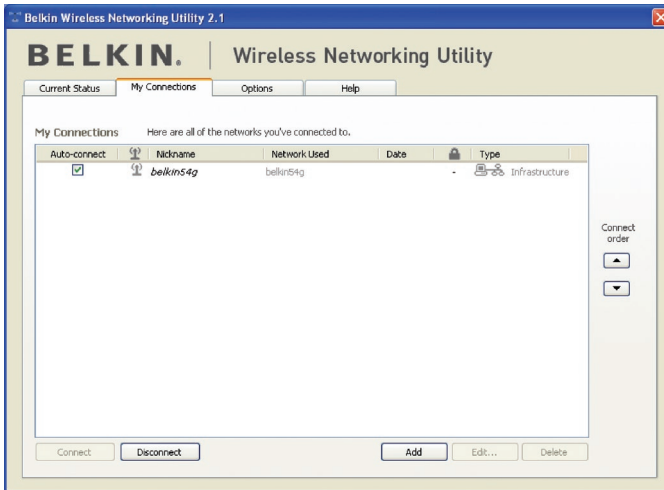 Belkin Wireless Networking Utility 2.1
BELKIN. | Wireless Networking Utility
Current Status My Connections Options Help
My Connections Here are all of the networks you've connected to.
Auto-connect Nickname Network Used Date Type
belkin54g belkin54g - Infrastructure
Connect
order
Connect Disconnect Add Edit... Delete